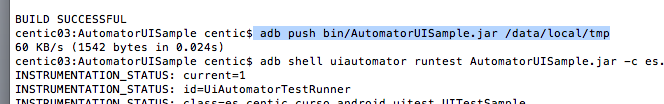 BUILD SUCCESSFUL
centic03:AutomatorUISample centic$ adb push bin/AutomatorUISample.jar /data/local/tmp
60 KB/s (1542 bytes in 0.024s)
centic03:AutomatorUISample centic$ adb shell uiautomator runtest AutomatorUISample.jar -c es.
INSTRUMENTATION_STATUS: current=1
INSTRUMENTATION_STATUS: id=UiAutomatorTestRunner
INSTRUMENTATION_STATUS: class=es.centic.curso.android.uitest.UITestSample